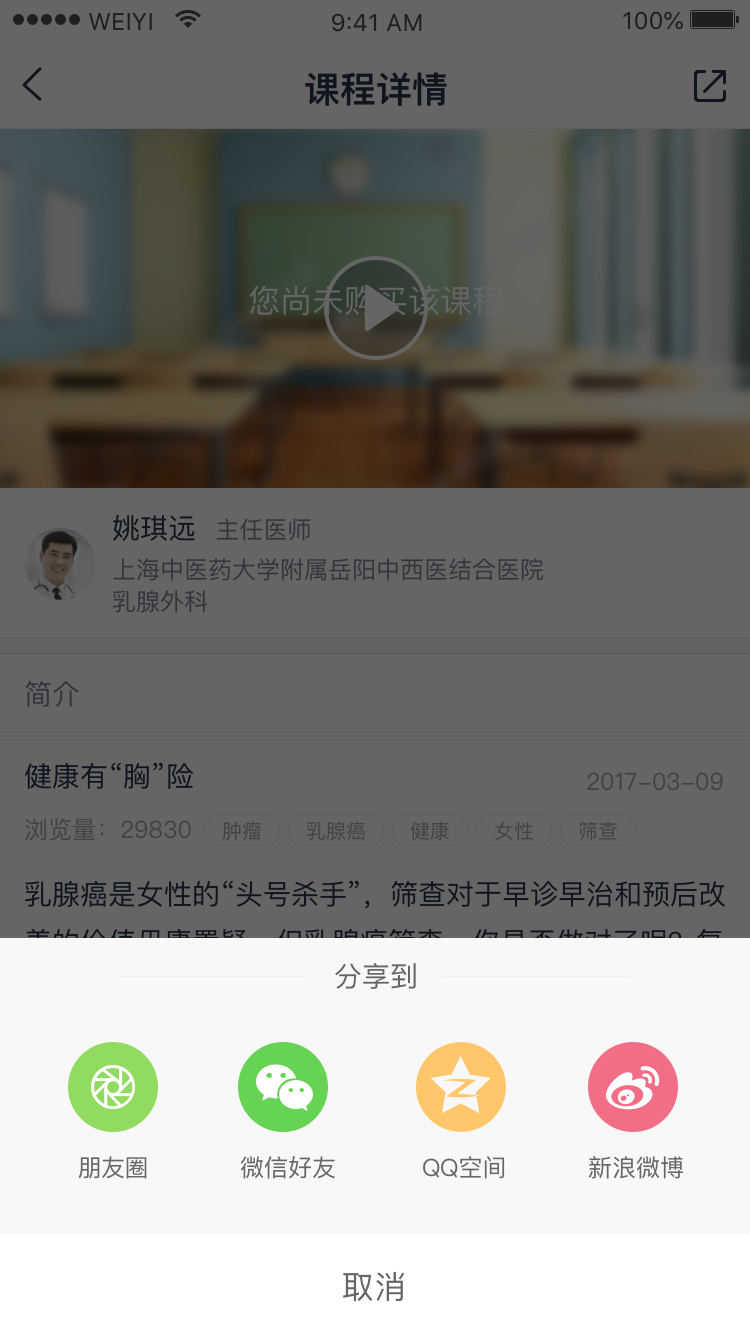 WEIYI 9:41 AM 100%
课程详情
您尚未购买该课程
姚琪远 主任医师
上海中医药大学附属岳阳中西医结合医院
乳腺外科
简介
健康有“胸”险 2017-03-09
浏览量：29830 肿瘤 乳腺癌 健康 女性 筛查
乳腺癌是女性的“头号杀手”，筛查对于早诊早治和预后改
分享到
朋友圈 微信好友 QQ空间 新浪微博
取消